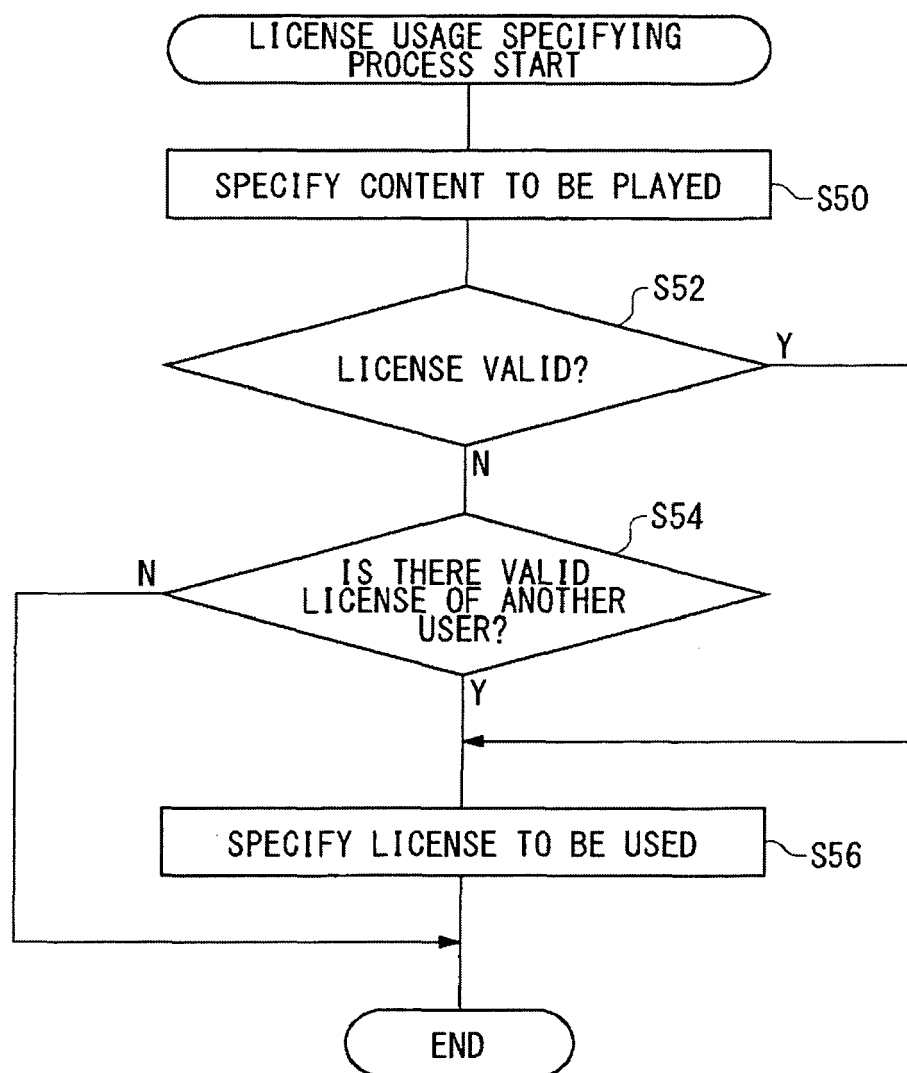 LICENSE USAGE SPECIFYING
PROCESS START
SPECIFY CONTENT TO BE PLAYED
S50
S52
LICENSE VALID?
Y
N
S54
IS THERE VALID
LICENSE OF ANOTHER
USER?
N
Y
SPECIFY LICENSE TO BE USED
S56
END